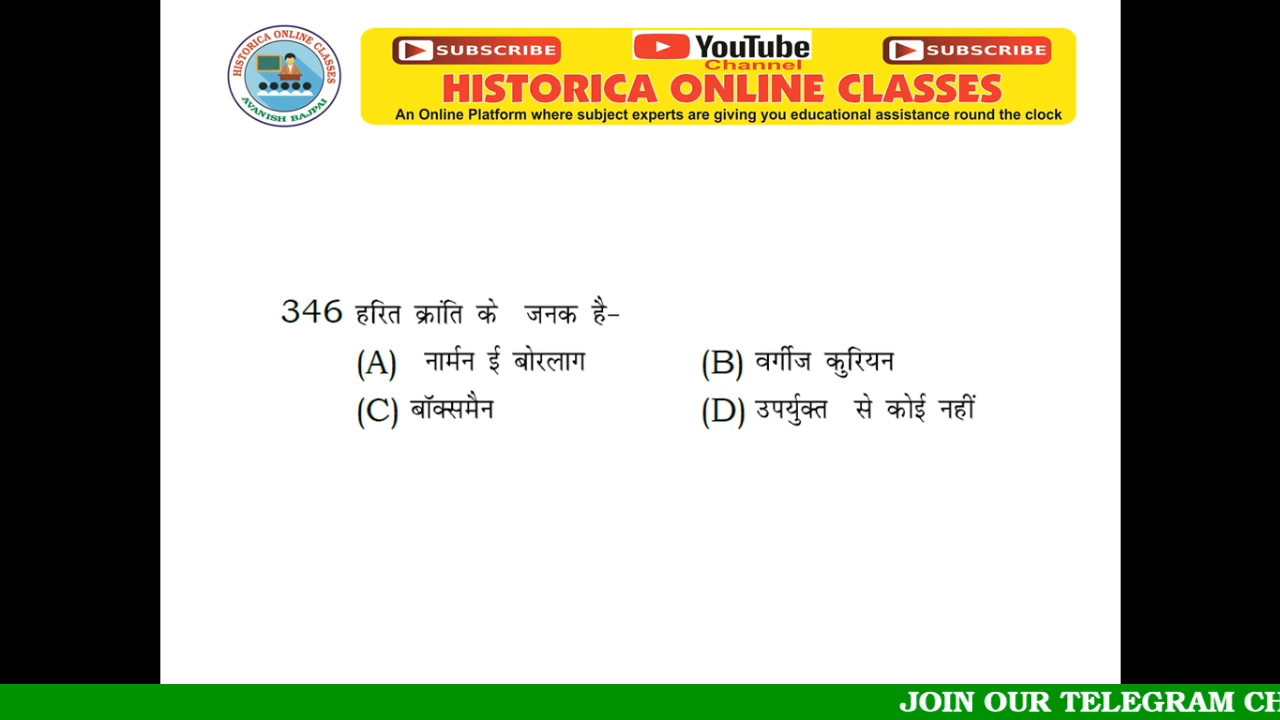 HISTORICA ONLINE CLASSES
AVANISH BAJPAI
SUBSCRIBE
YouTube
Channel
SUBSCRIBE
HISTORICA ONLINE CLASSES
An Online Platform where subject experts are giving you educational assistance round the clock
346 हरित क्रांति के जनक है–
(A) नार्मन ई बोरलाग (B) वर्गीज कुरियन
(C) बॉक्समैन (D) उपर्युक्त से कोई नहीं
JOIN OUR TELEGRAM CH